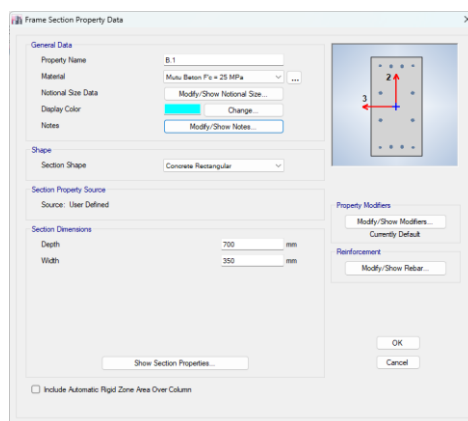 Frame Section Property Data
General Data
Property Name B.1
Material Mutu Beton F'c = 25 MPa ...
Notional Size Data Modify/Show Notional Size...
Display Color Change...
Notes Modify/Show Notes...
2
3
Shape
Section Shape Concrete Rectangular
Section Property Source
Source: User Defined
Property Modifiers
Modify/Show Modifiers...
Currently Default
Section Dimensions
Depth 700 mm
Width 350 mm
Reinforcement
Modify/Show Rebar...
OK
Show Section Properties...
Cancel
Include Automatic Rigid Zone Area Over Column